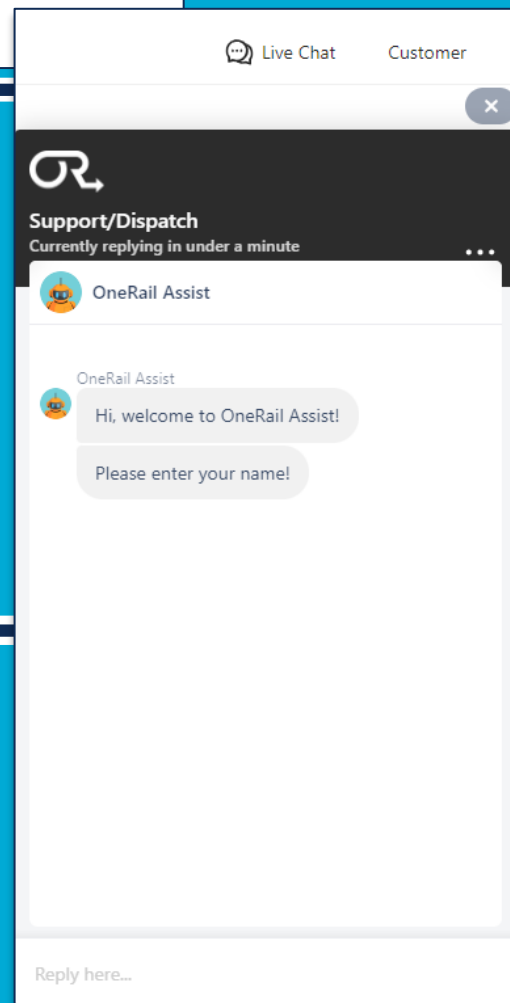 Live Chat Customer
Support/Dispatch
Currently replying in under a minute
OneRail Assist
OneRail Assist
Hi, welcome to OneRail Assist!
Please enter your name!
Reply here...